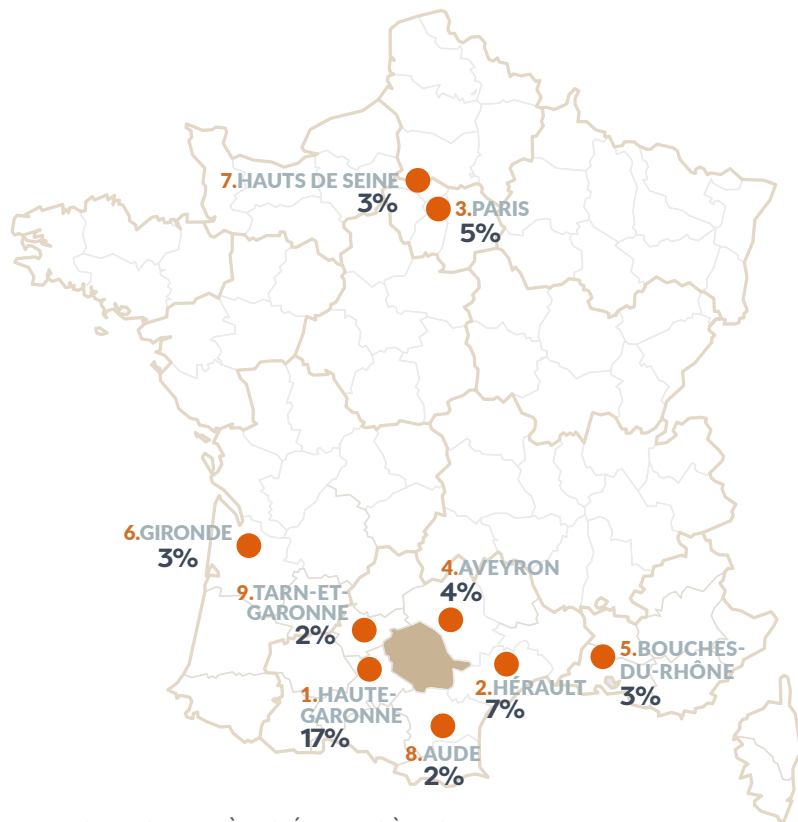 7.HAUTS DE SEINE
3%
3.PARIS
5%
6.GIRONDE
3%
4.AVEYRON
4%
9.TARN-ET-
GARONNE
2%
5.BOUCHES-
DU-RHÔNE
3%
2.HÉRAULT
7%
1.HAUTE-
GARONNE
17%
8.AUDE
2%